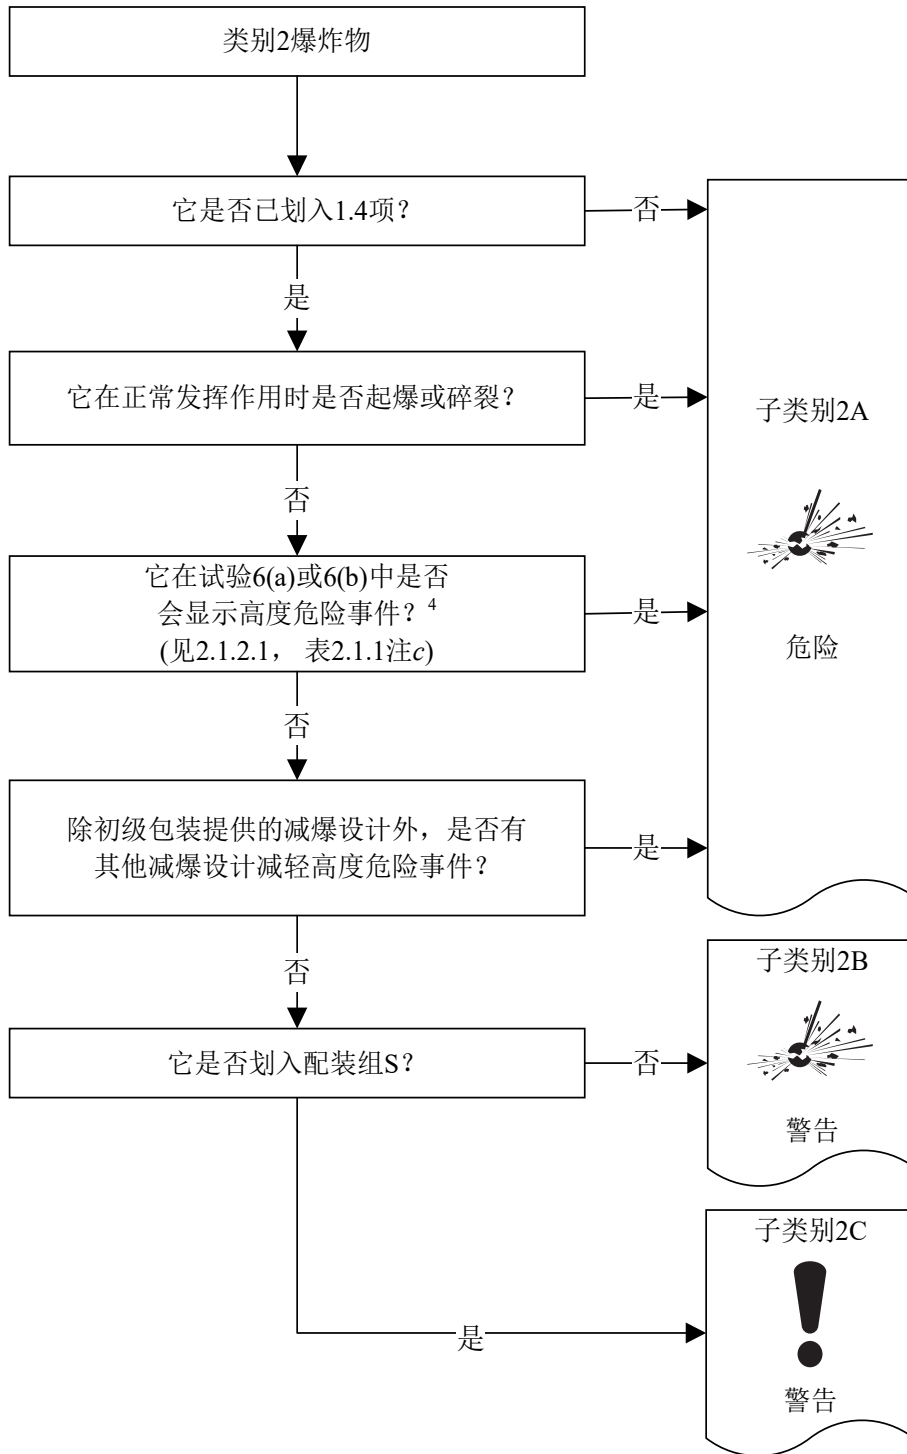 类别2爆炸物
它是否已划入1.4项？
否
是
它在正常发挥作用时是否起爆或碎裂？
是
子类别2A
否
它在试验6(a)或6(b)中是否
会显示高度危险事件？⁴
(见2.1.2.1， 表2.1.1注c)
是
危险
否
除初级包装提供的减爆设计外，是否有
其他减爆设计减轻高度危险事件？
是
否
子类别2B
它是否划入配装组S？
否
警告
子类别2C
是
警告